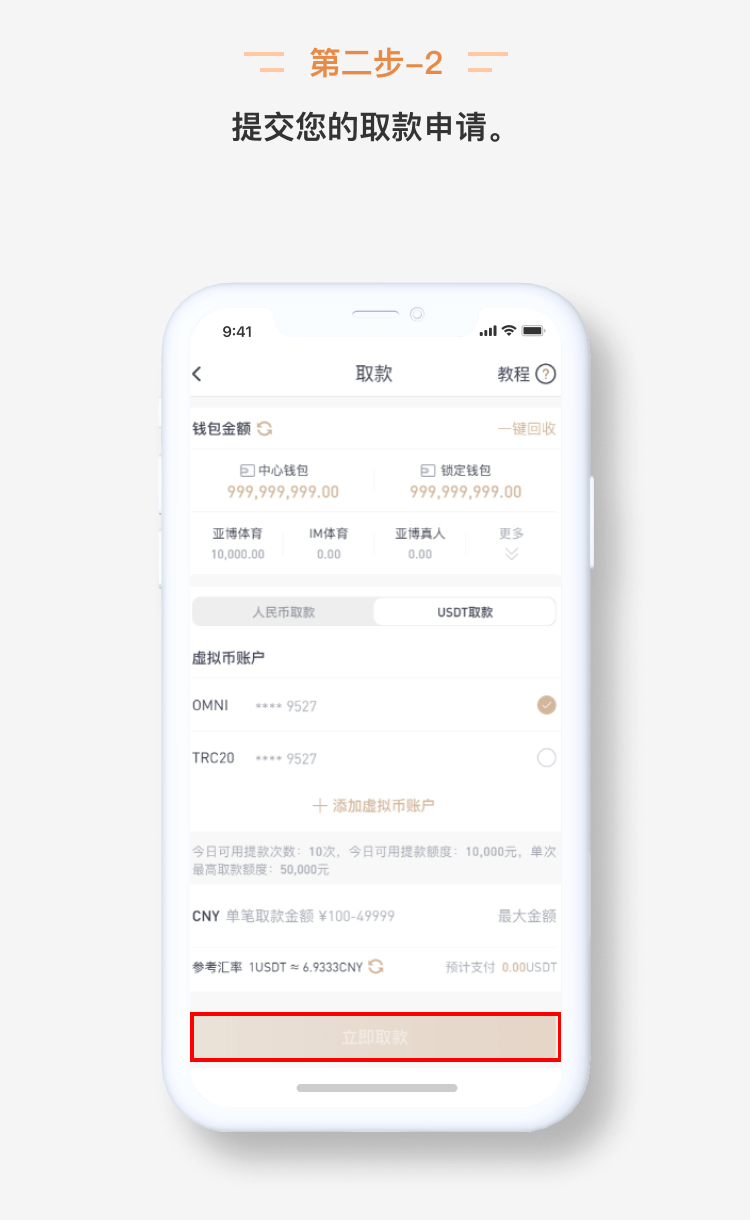 第二步-2
提交您的取款申请。
9:41
取款 教程 ?
钱包金额 一键回收
中心钱包 锁定钱包
999,999,999.00 999,999,999.00
亚博体育 IM体育 亚博真人 更多
10,000.00 0.00 0.00
人民币取款 USDT取款
虚拟币账户
OMNI **** 9527
TRC20 **** 9527
+ 添加虚拟币账户
今日可用提款次数：10次，今日可用提款额度：10,000元，单次
最高取款额度：50,000元
CNY 单笔取款金额 ¥100-49999 最大金额
参考汇率 1USDT ≈ 6.9333CNY 预计支付 0.00USDT
立即取款